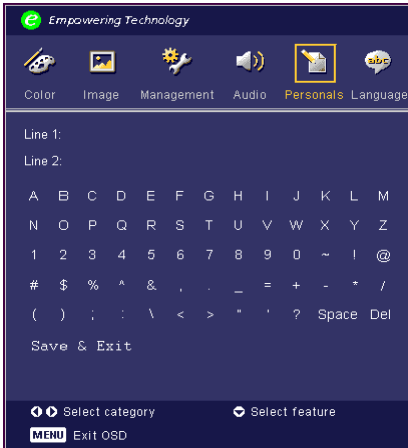 e Empowering Technology
abc
Color Image Management Audio Personals Language
Line 1:
Line 2:
A B C D E F G H I J K L M
N O P Q R S T U V W X Y Z
1 2 3 4 5 6 7 8 9 0 ~ ! @
# $ % ^ & , . _ = + - * /
( ) ; : \ < > " ' ? Space Del
Save & Exit
Select category Select feature
MENU Exit OSD